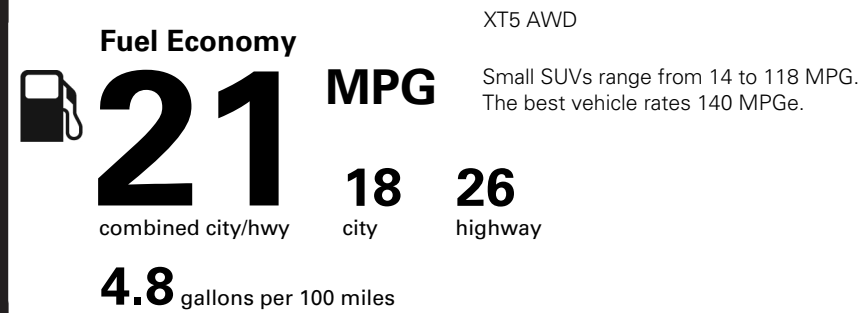 XT5 AWD
Fuel Economy
21 MPG
Small SUVs range from 14 to 118 MPG.
The best vehicle rates 140 MPGe.
18 26
combined city/hwy city highway
4.8 gallons per 100 miles